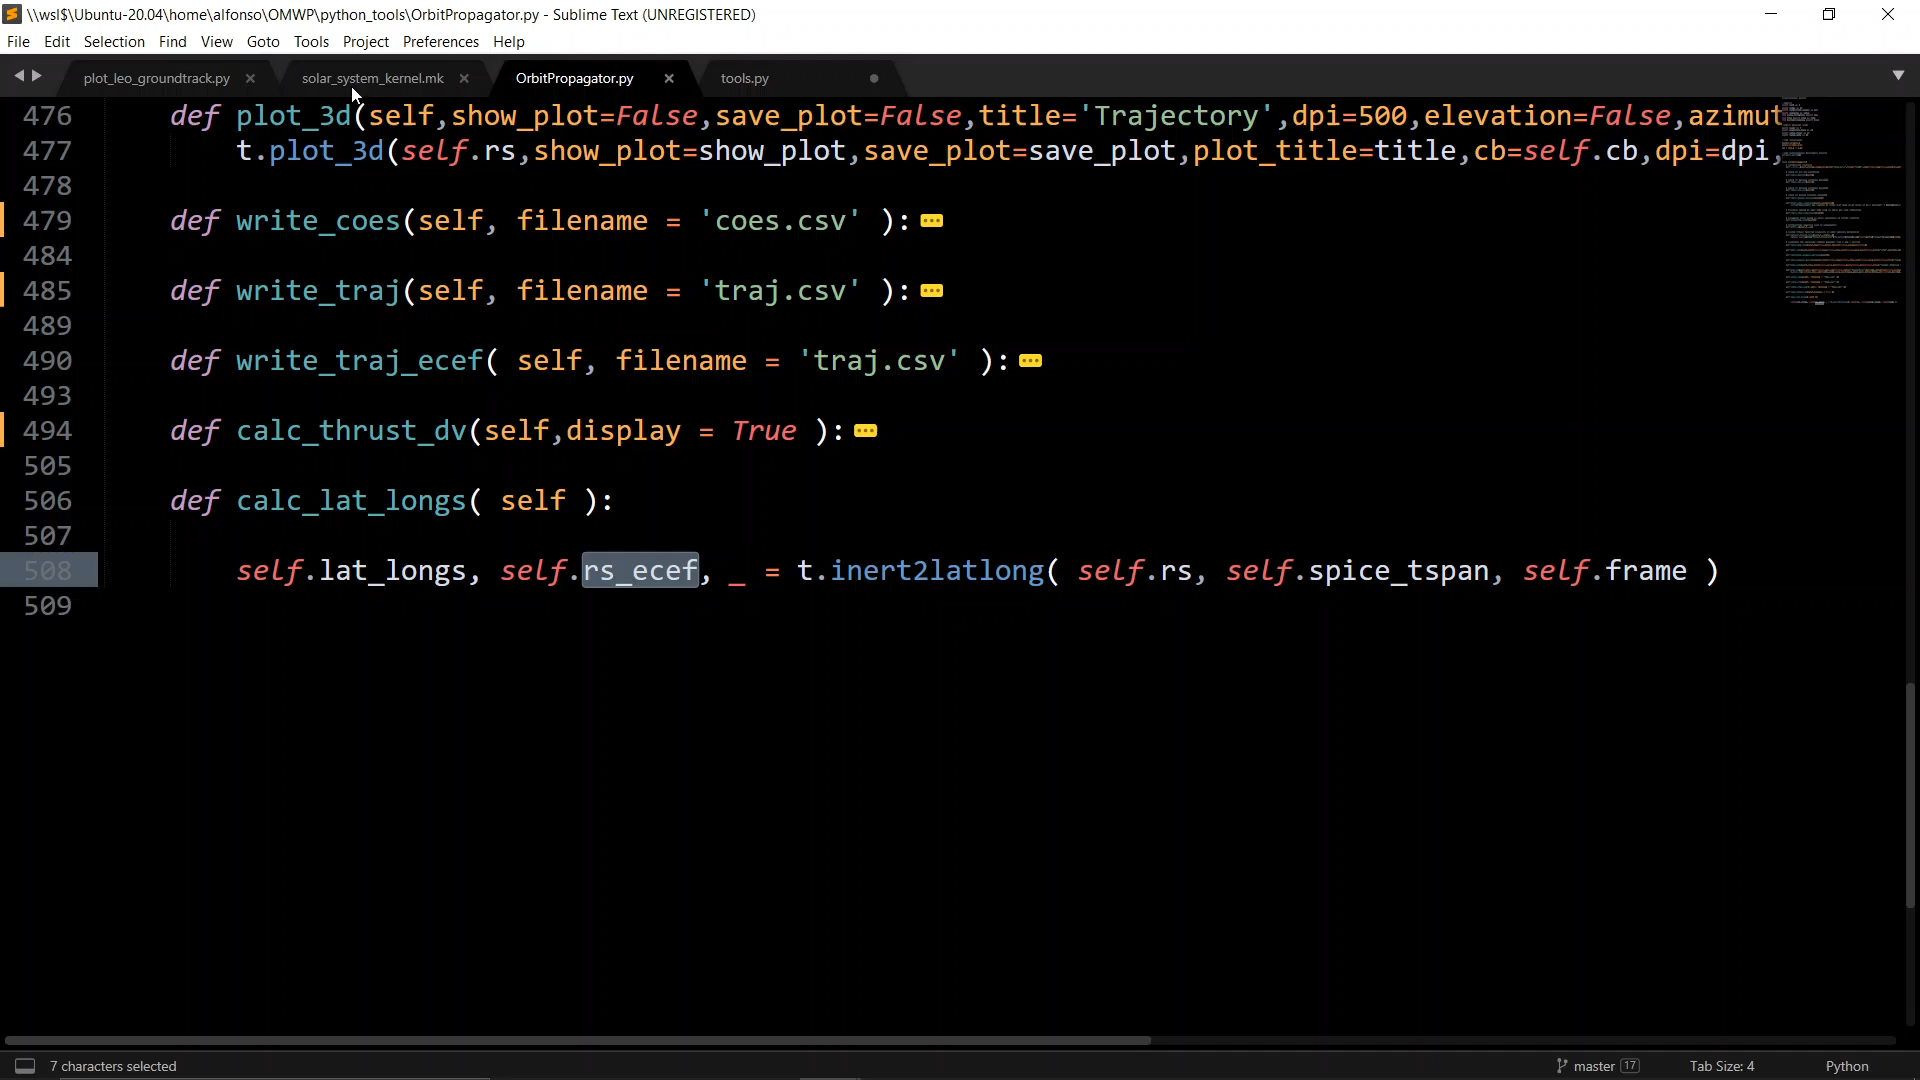 \\wsl$\Ubuntu-20.04\home\alfonso\OMWP\python_tools\OrbitPropagator.py - Sublime Text (UNREGISTERED)
File Edit Selection Find View Goto Tools Project Preferences Help
plot_leo_groundtrack.py solar_system_kernel.mk OrbitPropagator.py tools.py
476 def plot_3d(self,show_plot=False,save_plot=False,title='Trajectory',dpi=500,elevation=False,azimut
477 t.plot_3d(self.rs,show_plot=show_plot,save_plot=save_plot,plot_title=title,cb=self.cb,dpi=dpi,
478
479 def write_coes(self, filename = 'coes.csv' ):
484
485 def write_traj(self, filename = 'traj.csv' ):
489
490 def write_traj_ecef( self, filename = 'traj.csv' ):
493
494 def calc_thrust_dv(self,display = True ):
505
506 def calc_lat_longs( self ):
507
508 self.lat_longs, self.rs_ecef, _ = t.inert2latlong( self.rs, self.spice_tspan, self.frame )
509
7 characters selected master 17 Tab Size: 4 Python